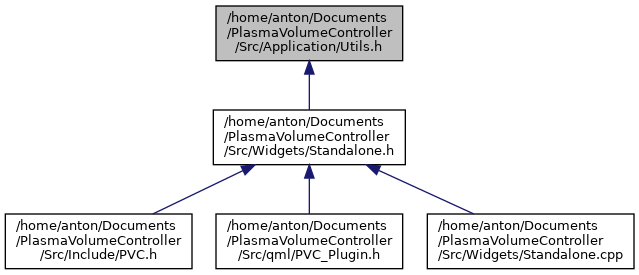 /home/anton/Documents
/PlasmaVolumeController
/Src/Application/Utils.h
/home/anton/Documents
/PlasmaVolumeController
/Src/Widgets/Standalone.h
/home/anton/Documents
/PlasmaVolumeController
/Src/Include/PVC.h
/home/anton/Documents
/PlasmaVolumeController
/Src/qml/PVC_Plugin.h
/home/anton/Documents
/PlasmaVolumeController
/Src/Widgets/Standalone.cpp